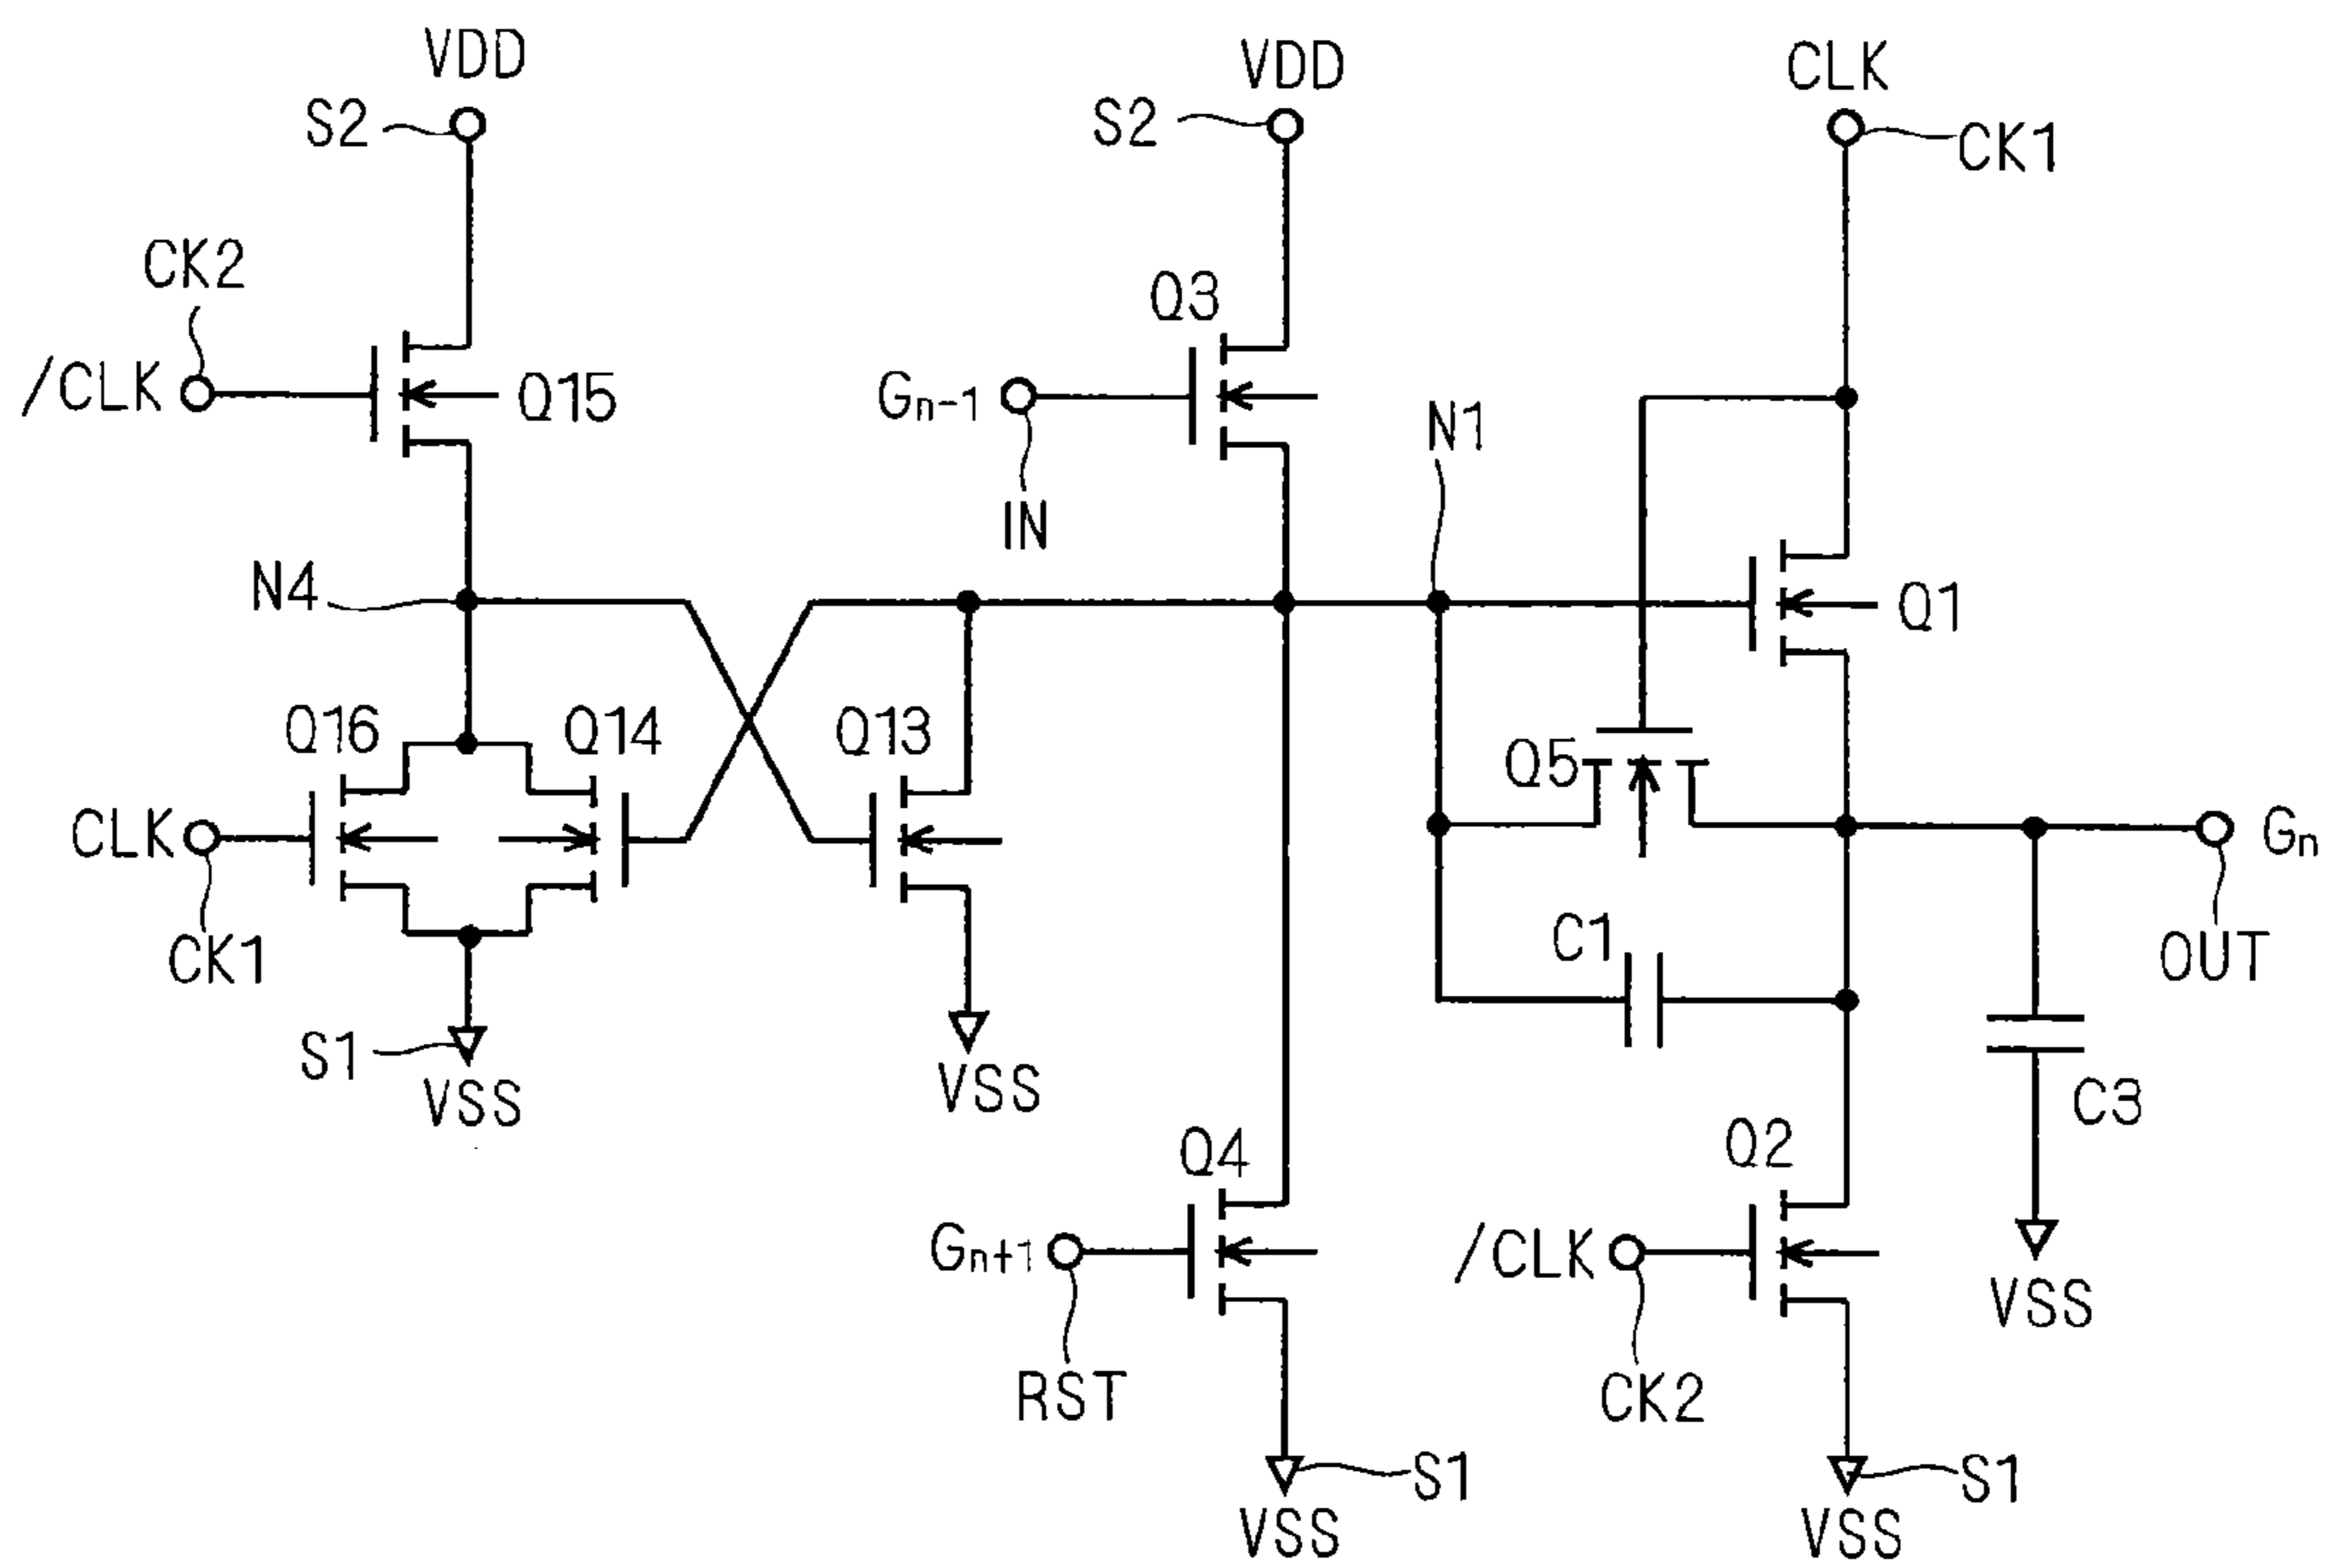 VDD
VDD
CLK
S2
S2
CK1
CK2
Q3
/CLK
Q15
Gn-1
N1
IN
N4
Q1
Q16
Q14
Q13
Q5
CLK
Gn
C1
CK1
OUT
S1
VSS
VSS
C3
Q4
Q2
Gn+1
/CLK
VSS
RST
CK2
S1
S1
VSS
VSS